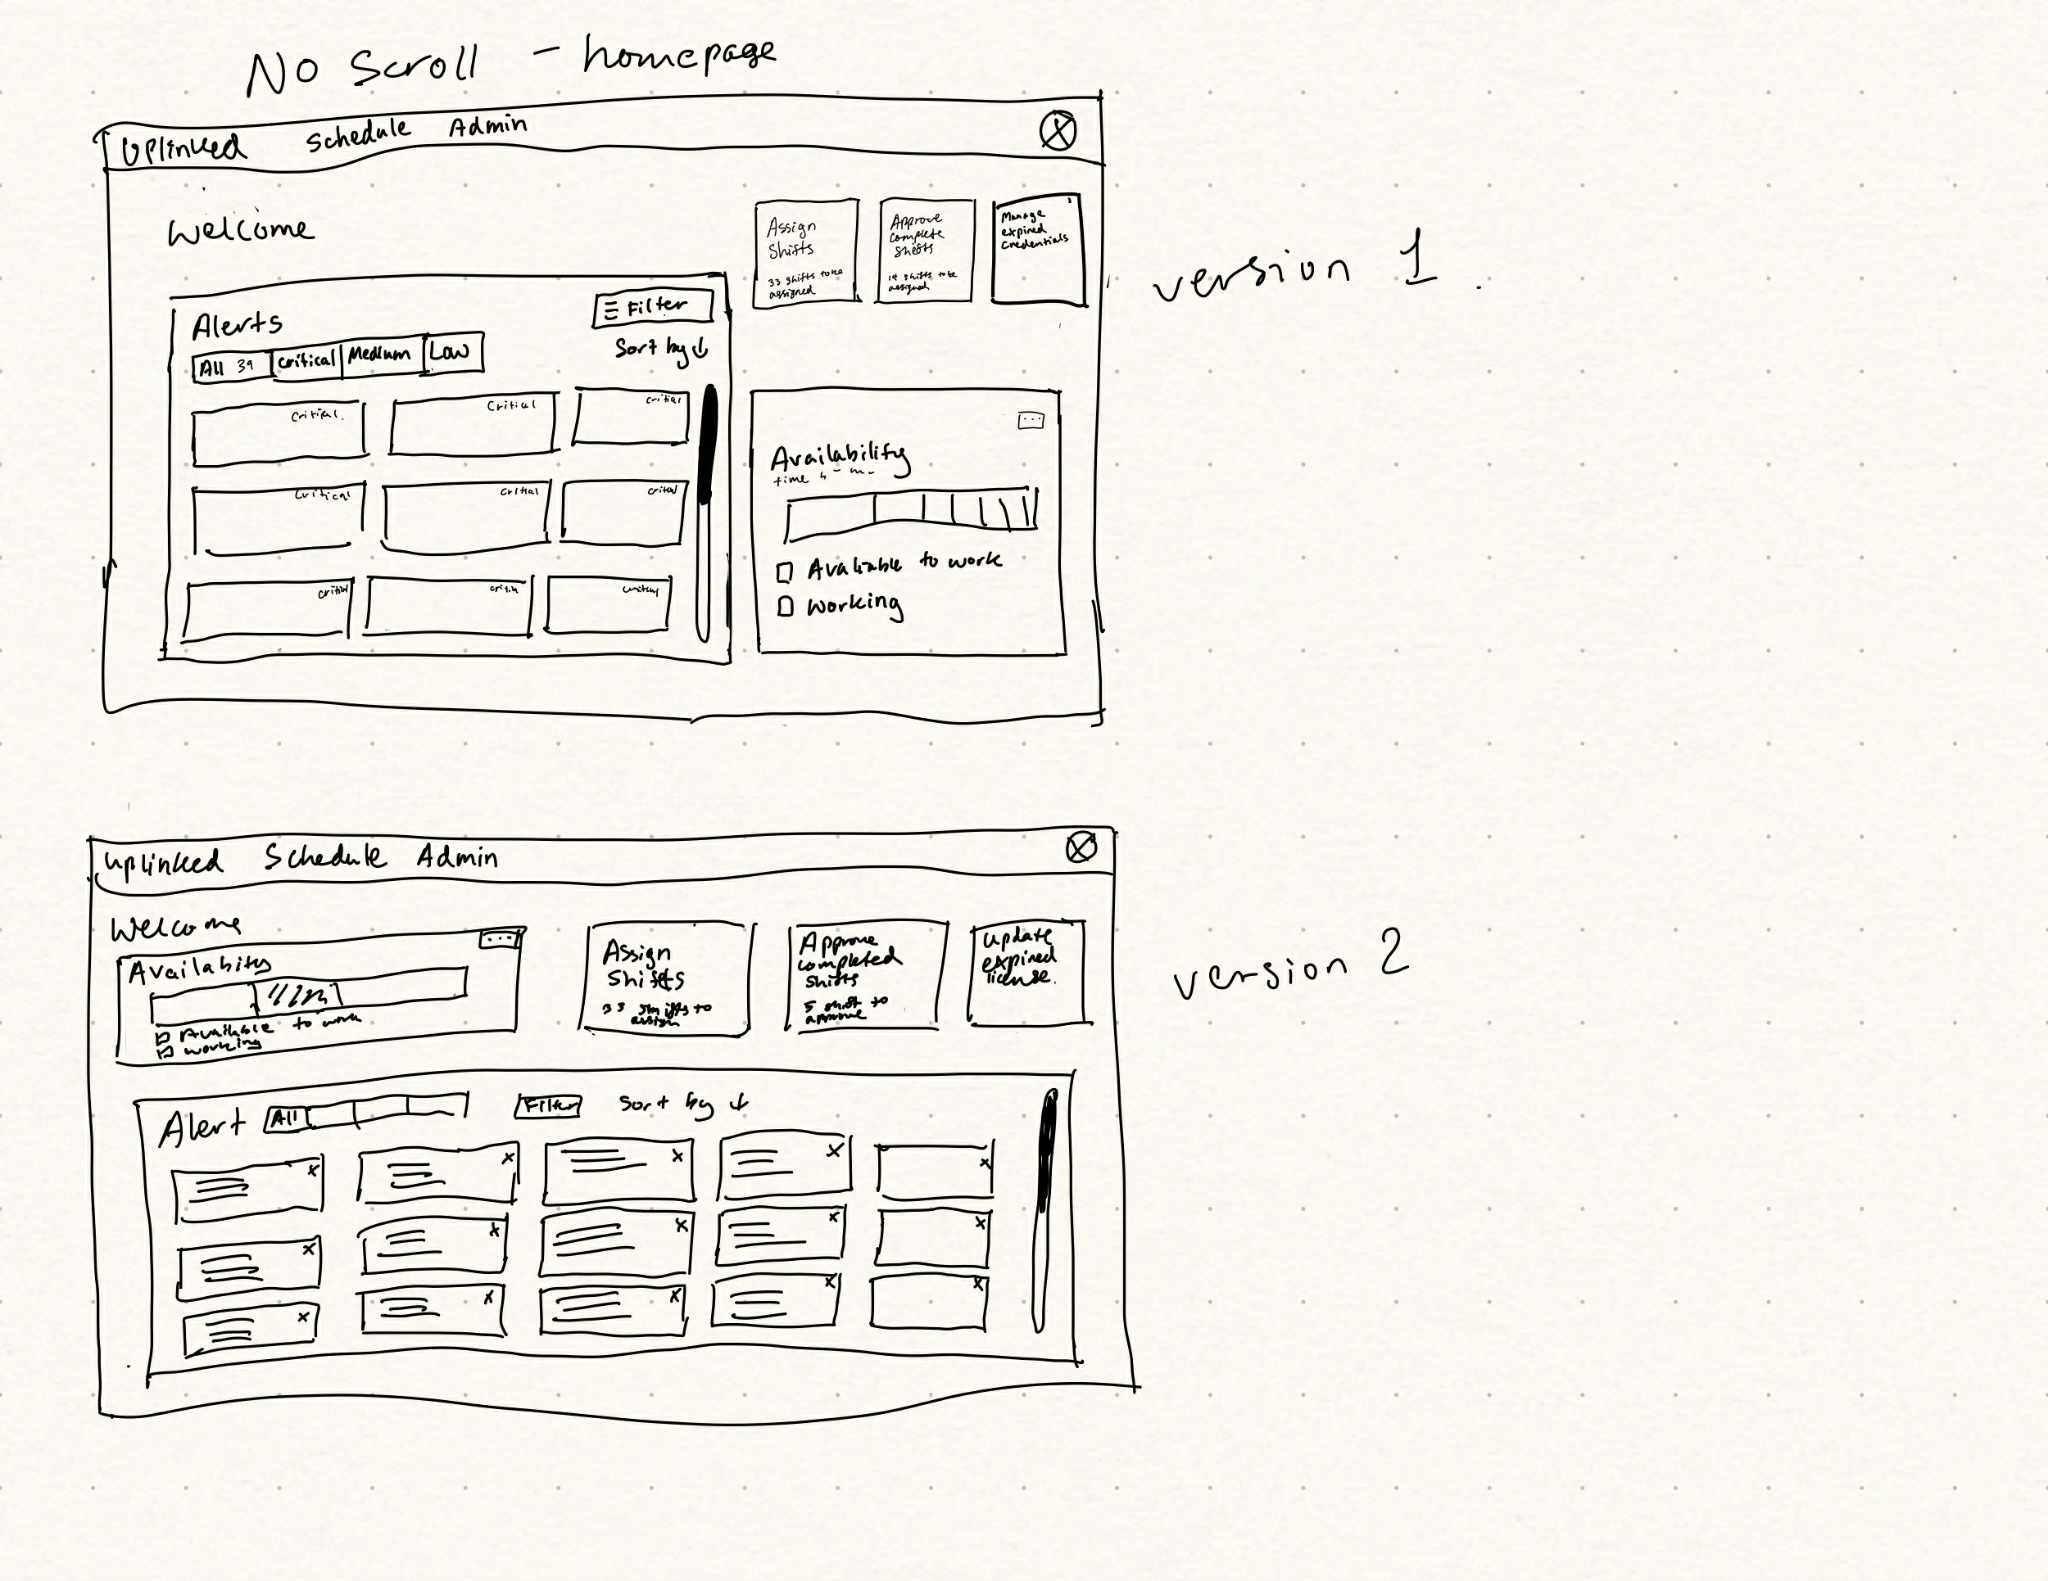 No Scroll - homepage
Uplinked Schedule Admin
Welcome
Assign
Shifts
33 shifts to be
assigned
Approve
complete
shifts
14 shifts to be
assigned
Manage
expired
credentials
version 1.
Alerts
Filter
Sort by ↓
All 39 critical Medium Low
Critical Critical Critical
Critical Critical Critical
Critical Critical Critical
Availability
time
Avaliable to work
Working
Uplinked Schedule Admin
Welcome
Availabity
Available to work
working
Assign
Shifts
33 shifts to
assign
Approve
completed
shifts
5 shift to
approve
update
expired
license.
version 2
Alert All Filter Sort by ↓
x x x x x
x x x x x
x x x x x